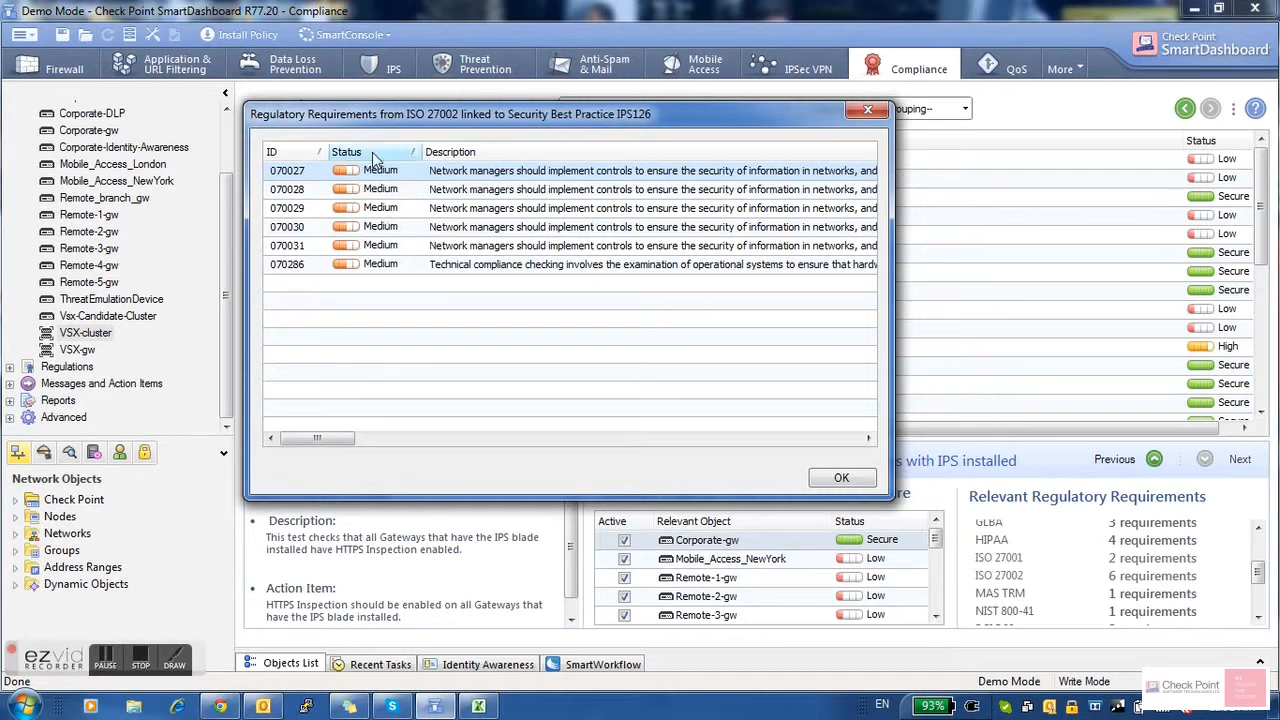 Demo Mode - Check Point SmartDashboard R77.20 - Compliance
Install Policy
SmartConsole
Check Point
SmartDashboard
Firewall
Application &
URL Filtering
Data Loss
Prevention
IPS
Threat
Prevention
Anti-Spam
& Mail
Mobile
Access
IPSec VPN
Compliance
QoS
More
Corporate-DLP
Corporate-gw
Corporate-Identity-Awareness
Mobile_Access_London
Mobile_Access_NewYork
Remote_branch_gw
Remote-1-gw
Remote-2-gw
Remote-3-gw
Remote-4-gw
Remote-5-gw
ThreatEmulationDevice
Vsx-Candidate-Cluster
VSX-cluster
VSX-gw
Regulations
Messages and Action Items
Reports
Advanced
Network Objects
Check Point
Nodes
Networks
Groups
Address Ranges
Dynamic Objects
Regulatory Requirements from ISO 27002 linked to Security Best Practice IPS126
ID Status Description
070027 Medium Network managers should implement controls to ensure the security of information in networks, and
070028 Medium Network managers should implement controls to ensure the security of information in networks, and
070029 Medium Network managers should implement controls to ensure the security of information in networks, and
070030 Medium Network managers should implement controls to ensure the security of information in networks, and
070031 Medium Network managers should implement controls to ensure the security of information in networks, and
070286 Medium Technical compliance checking involves the examination of operational systems to ensure that hardw
OK
ouping--
Status
Low
Low
Secure
Low
Low
Secure
Secure
Secure
Low
Low
High
Secure
Secure
Secure
s with IPS installed
Previous
Next
Description:
This test checks that all Gateways that have the IPS blade
installed have HTTPS Inspection enabled.
Action Item:
HTTPS Inspection should be enabled on all Gateways that
have the IPS blade installed.
Active Relevant Object Status
Corporate-gw Secure
Mobile_Access_NewYork Low
Remote-1-gw Low
Remote-2-gw Low
Remote-3-gw Low
Relevant Regulatory Requirements
GLBA 3 requirements
HIPAA 4 requirements
ISO 27001 2 requirements
ISO 27002 6 requirements
MAS TRM 1 requirements
NIST 800-41 1 requirements
Objects List
Recent Tasks
Identity Awareness
SmartWorkflow
ezvid
RECORDER
PAUSE
STOP
DRAW
Done
Demo Mode
Write Mode
Check Point
SOFTWARE TECHNOLOGIES LTD
WE SECURE
THE FUTURE
EN
93%